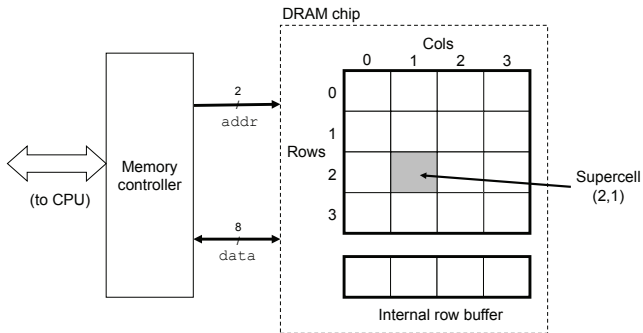 DRAM chip
Cols
0 1 2 3
2
addr
0
1
Rows
2
3
Memory
controller
(to CPU)
Supercell
(2,1)
8
data
Internal row buffer